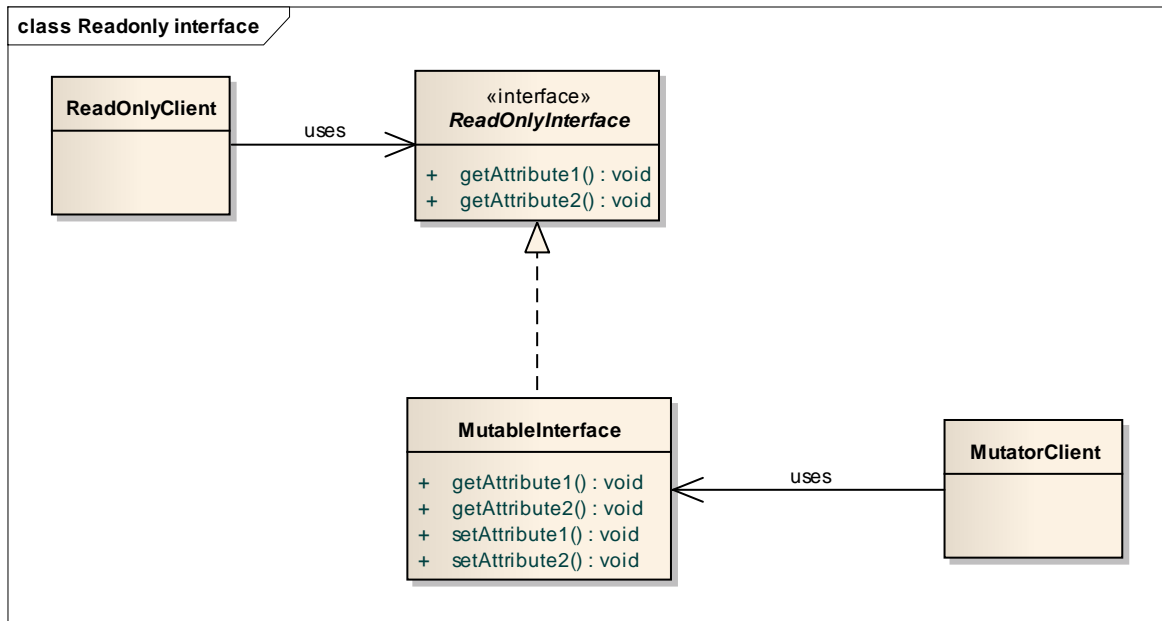 class Readonly interface
ReadOnlyClient
uses
«interface»
ReadOnlyInterface
+ getAttribute1() : void
+ getAttribute2() : void
MutableInterface
+ getAttribute1() : void
+ getAttribute2() : void
+ setAttribute1() : void
+ setAttribute2() : void
uses
MutatorClient